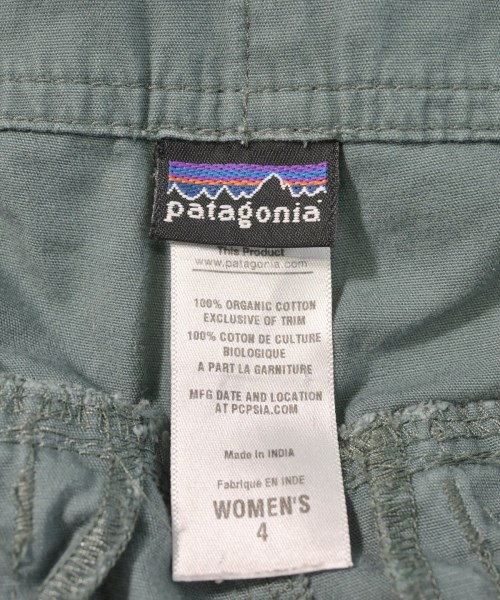 patagonia
This Product
www.patagonia.com
100% ORGANIC COTTON
EXCLUSIVE OF TRIM
100% COTON DE CULTURE
BIOLOGIQUE
A PART LA GARNITURE
MFG DATE AND LOCATION
AT PCPSIA.COM
Made in INDIA
Fabriqué EN INDE
WOMEN'S
4